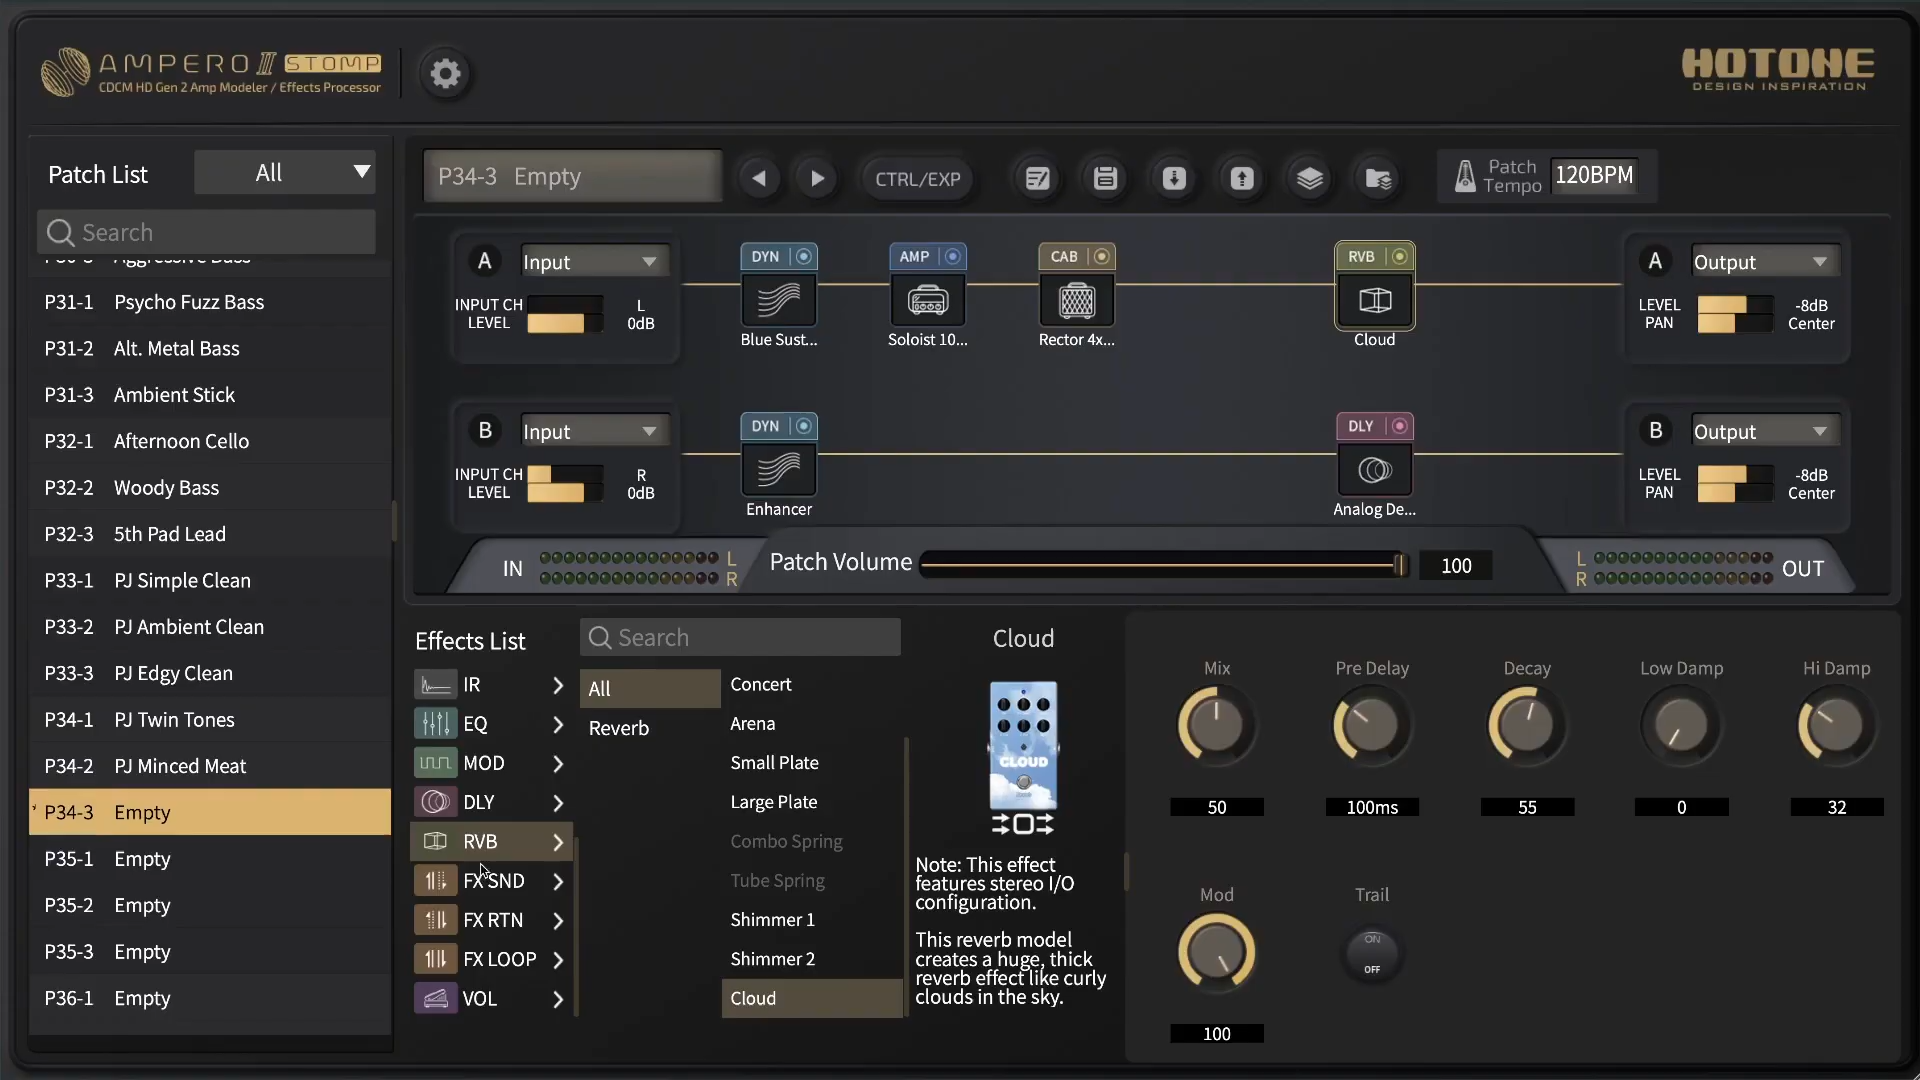 AMPERO II STOMP
CDCM HD Gen 2 Amp Modeler / Effects Processor
HOTONE
DESIGN INSPIRATION
Patch List
All
Search
P31-1 Psycho Fuzz Bass
P31-2 Alt. Metal Bass
P31-3 Ambient Stick
P32-1 Afternoon Cello
P32-2 Woody Bass
P32-3 5th Pad Lead
P33-1 PJ Simple Clean
P33-2 PJ Ambient Clean
P33-3 PJ Edgy Clean
P34-1 PJ Twin Tones
P34-2 PJ Minced Meat
P34-3 Empty
P35-1 Empty
P35-2 Empty
P35-3 Empty
P36-1 Empty
P34-3 Empty
CTRL/EXP
Patch
Tempo
120BPM
A
Input
INPUT CH
LEVEL
L
0dB
DYN
Blue Sust...
AMP
Soloist 10...
CAB
Rector 4x...
RVB
Cloud
A
Output
LEVEL
PAN
-8dB
Center
B
Input
INPUT CH
LEVEL
R
0dB
DYN
Enhancer
DLY
Analog De...
B
Output
LEVEL
PAN
-8dB
Center
IN
L
R
Patch Volume
100
L
R
OUT
Effects List
Search
IR
EQ
MOD
DLY
RVB
FX SND
FX RTN
FX LOOP
VOL
All
Reverb
Concert
Arena
Small Plate
Large Plate
Combo Spring
Tube Spring
Shimmer 1
Shimmer 2
Cloud
Cloud
CLOUD
Note: This effect
features stereo I/O
configuration.
This reverb model
creates a huge, thick
reverb effect like curly
clouds in the sky.
Mix
50
Pre Delay
100ms
Decay
55
Low Damp
0
Hi Damp
32
Mod
100
Trail
ON
OFF